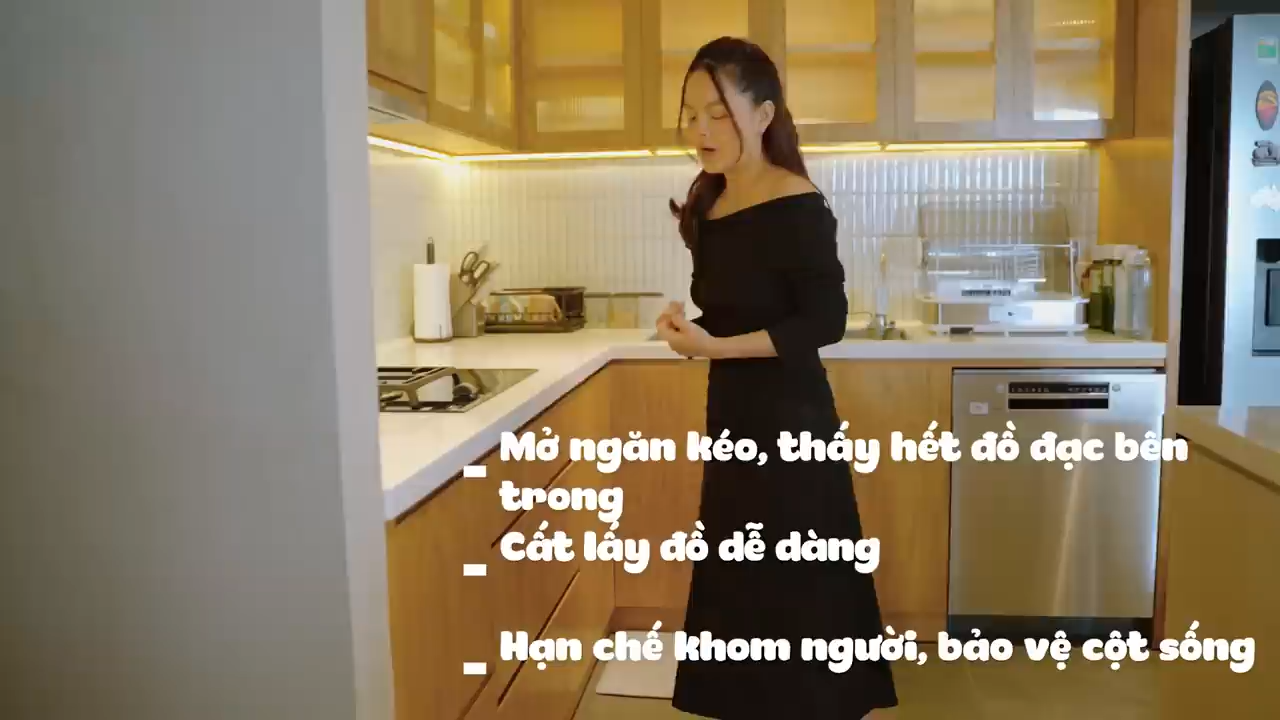 - Mở ngăn kéo, thấy hết đồ đạc bên
trong
- Cất lấy đồ dễ dàng
- Hạn chế khom người, bảo vệ cột sống